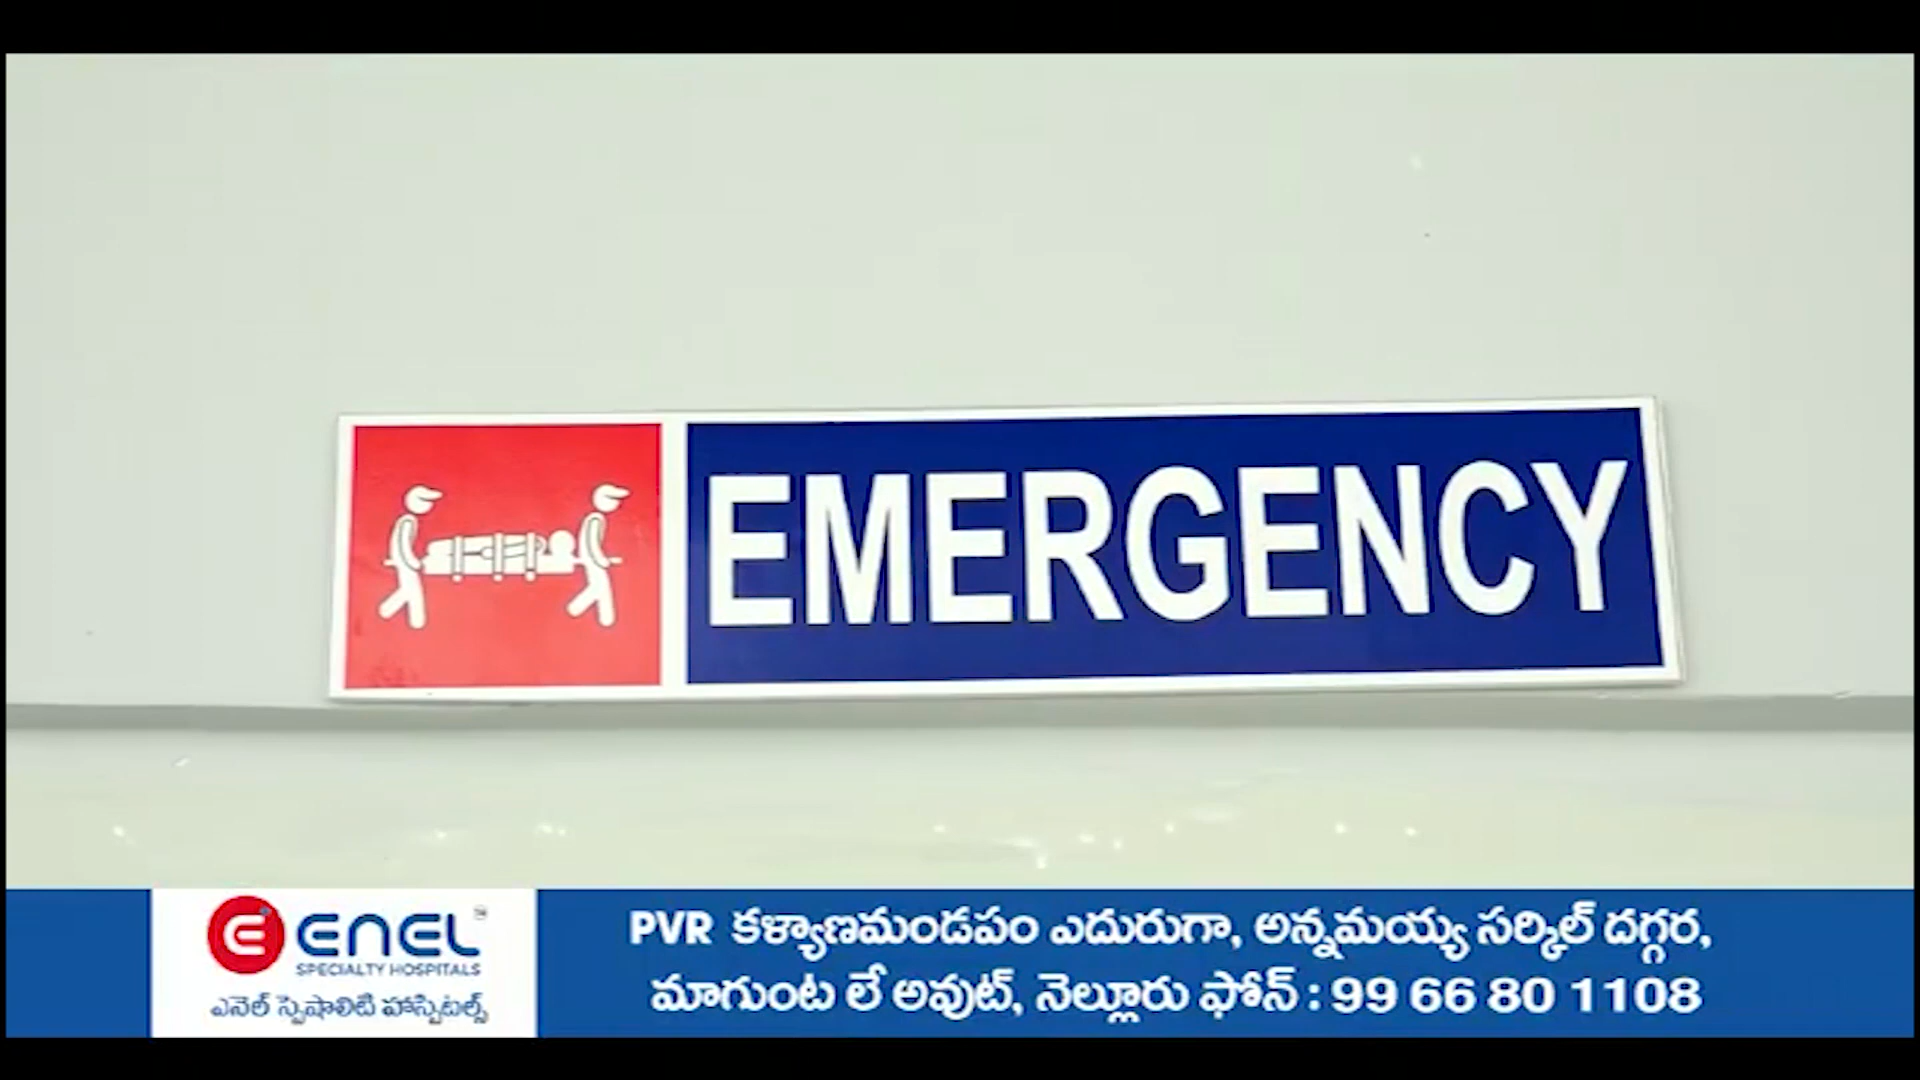 EMERGENCY
ENEL
SPECIALTY HOSPITALS
ఎనెల్ స్పెషాలిటి హాస్పిటల్స్
PVR కళ్యాణమండపం ఎదురుగా, అన్నమయ్య సర్కిల్ దగ్గర,
మాగుంట లే అవుట్, నెల్లూరు ఫోన్ : 99 66 80 1108